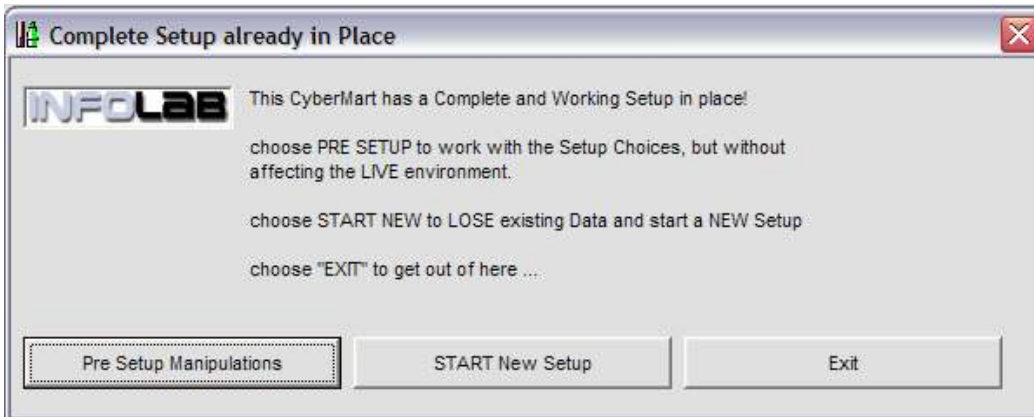 Complete Setup already in Place
INFOLAB
This CyberMart has a Complete and Working Setup in place!
choose PRE SETUP to work with the Setup Choices, but without
affecting the LIVE environment.
choose START NEW to LOSE existing Data and start a NEW Setup
choose "EXIT" to get out of here ...
Pre Setup Manipulations
START New Setup
Exit